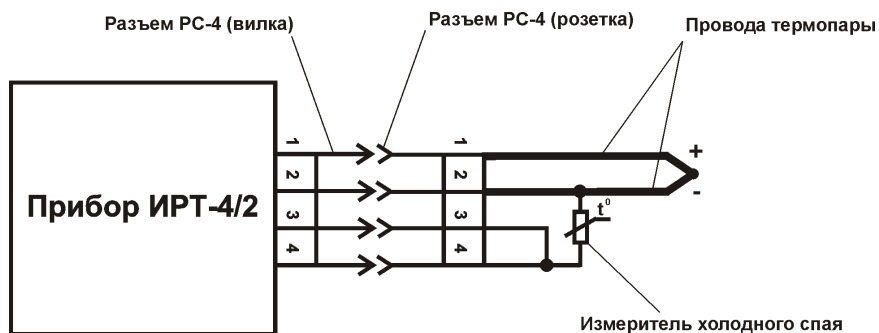 Разъем РС-4 (вилка)
Разъем РС-4 (розетка)
Провода термопары
Прибор ИРТ-4/2
1
2
3
4
1
2
3
4
+
-
t⁰
Измеритель холодного спая